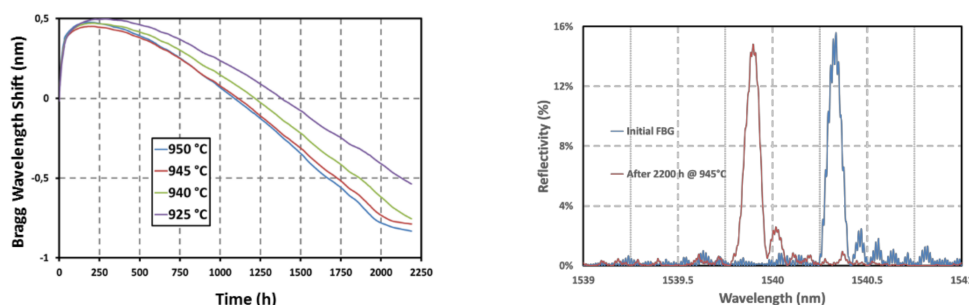 Bragg Wavelength Shift (nm)
0,5
0
-0,5
-1
950 °C
945 °C
940 °C
925 °C
0 250 500 750 1000 1250 1500 1750 2000 2250
Time (h)
Reflectivity (%)
16%
12%
8%
4%
0%
Initial FBG
After 2200 h @ 945°C
1539 1539.5 1540 1540.5 154
Wavelength (nm)